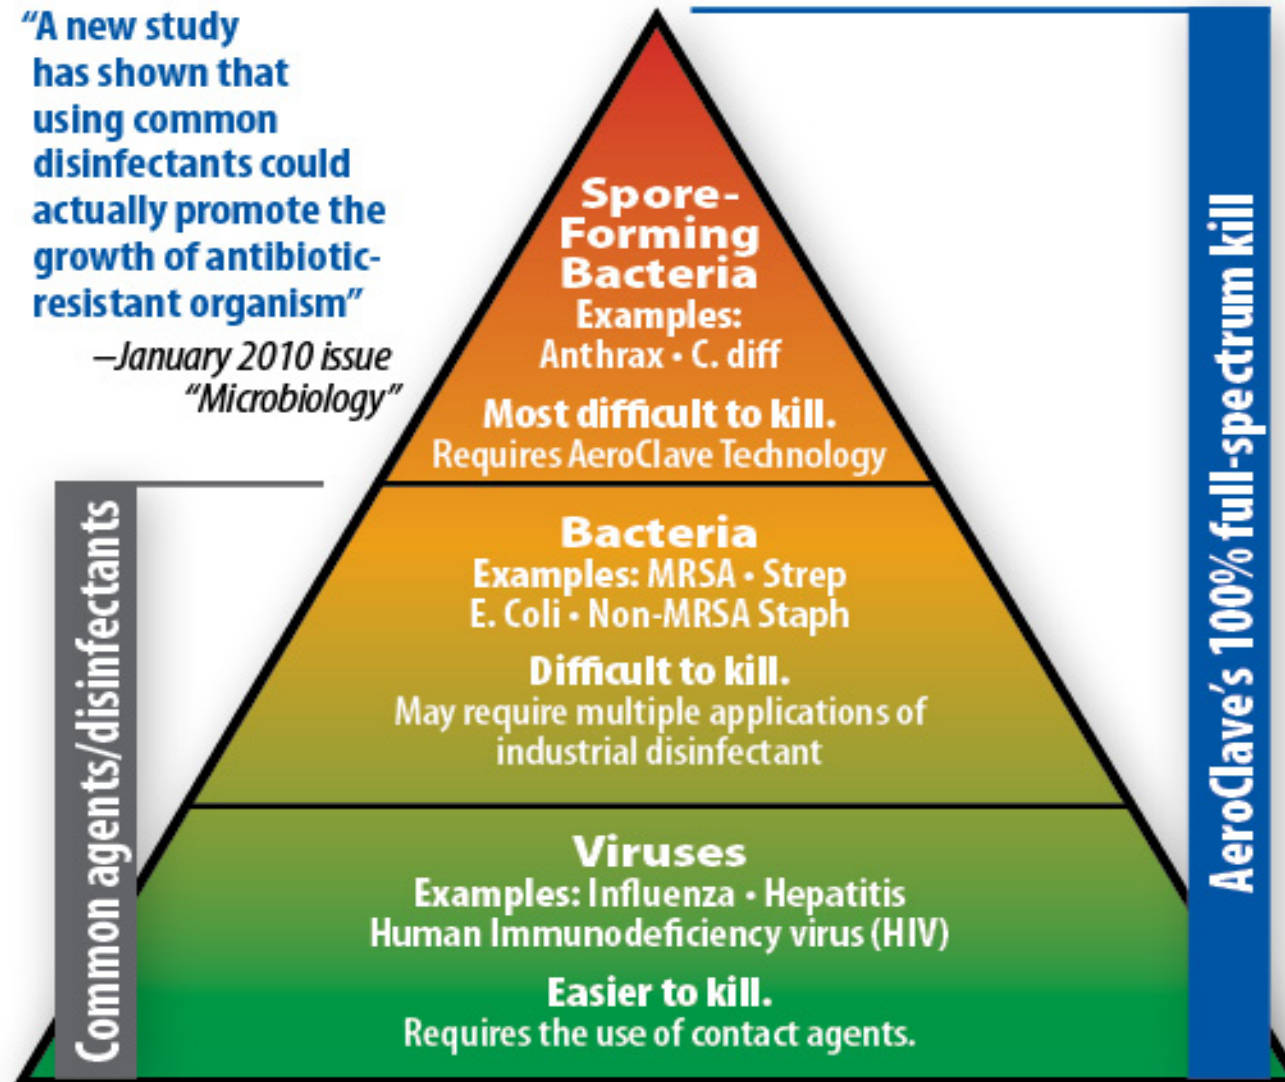 “A new study
has shown that
using common
disinfectants could
actually promote the
growth of antibiotic-
resistant organism”
–January 2010 issue
“Microbiology”
Spore-
Forming
Bacteria
Examples:
Anthrax • C. diff
Most difficult to kill.
Requires AeroClave Technology
Bacteria
Examples: MRSA • Strep
E. Coli • Non-MRSA Staph
Difficult to kill.
May require multiple applications of
industrial disinfectant
Viruses
Examples: Influenza • Hepatitis
Human Immunodeficiency virus (HIV)
Easier to kill.
Requires the use of contact agents.
Common agents/disinfectants
AeroClave’s 100% full-spectrum kill